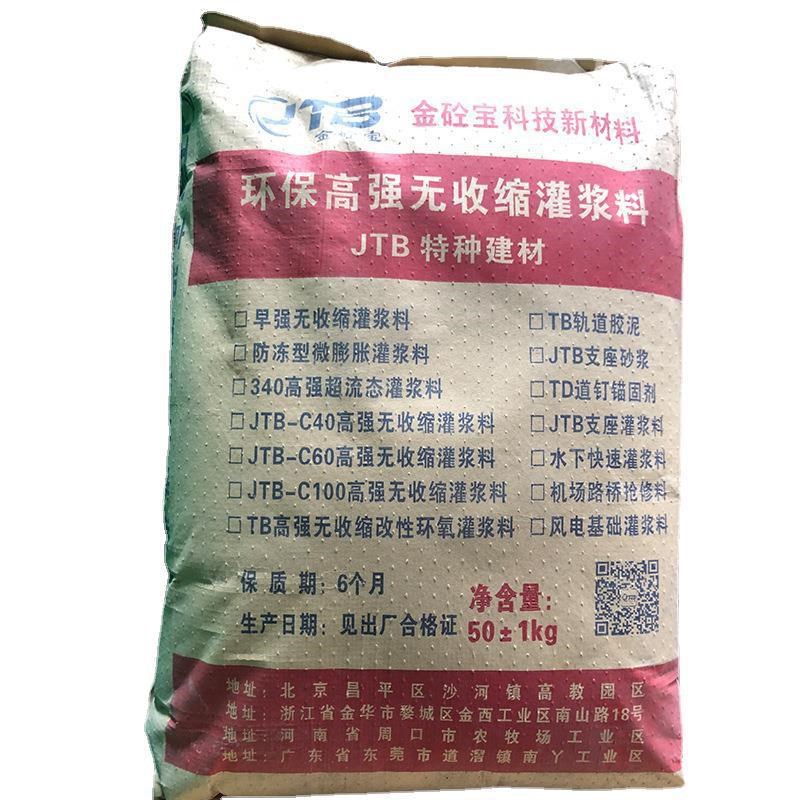 JTB 金砼宝科技新材料
金砼宝
环保高强无收缩灌浆料
JTB 特种建材
□早强无收缩灌浆料 □TB轨道胶泥
□防冻型微膨胀灌浆料 □JTB支座砂浆
□340高强超流态灌浆料 □TD道钉锚固剂
□JTB-C40高强无收缩灌浆料 □JTB支座灌浆料
□JTB-C60高强无收缩灌浆料 □水下快速灌浆料
□JTB-C100高强无收缩灌浆料 □机场路桥抢修料
□TB高强无收缩改性环氧灌浆料 □风电基础灌浆料
保质期：6个月
生产日期：见出厂合格证
净含量：
50±1kg
地址：北京昌平区沙河镇高教园区
地址：浙江省金华市婺城区金西工业区南山路18号
地址：河南省周口市农牧场工业区
地址：广东省东莞市道滘镇南丫工业区